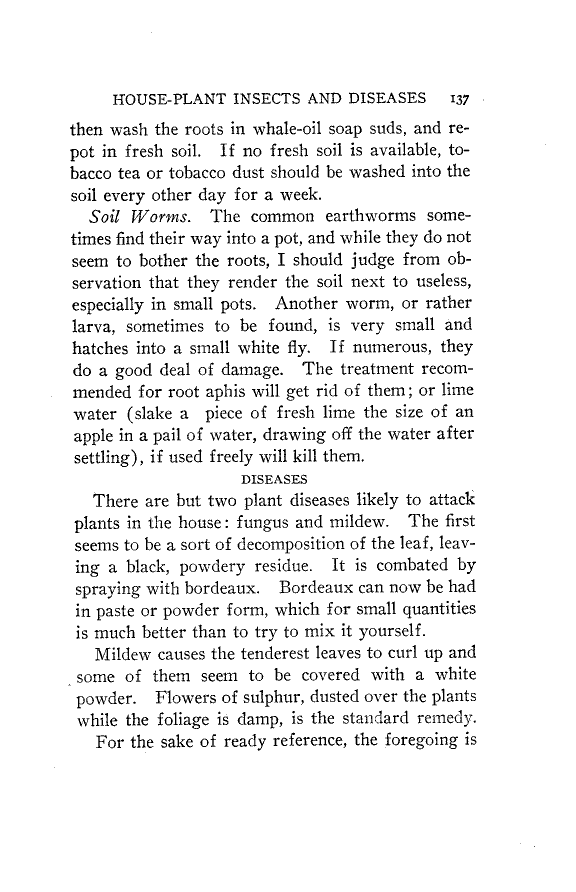 HOUSE-PLANT INSECTS AND DISEASES 137
then wash the roots in whale-oil soap suds, and re-
pot in fresh soil. If no fresh soil is available, to-
bacco tea or tobacco dust should be washed into the
soil every other day for a week.
Soil Worms. The common earthworms some-
times find their way into a pot, and while they do not
seem to bother the roots, I should judge from ob-
servation that they render the soil next to useless,
especially in small pots. Another worm, or rather
larva, sometimes to be found, is very small and
hatches into a small white fly. If numerous, they
do a good deal of damage. The treatment recom-
mended for root aphis will get rid of them; or lime
water (slake a piece of fresh lime the size of an
apple in a pail of water, drawing off the water after
settling), if used freely will kill them.
DISEASES
There are but two plant diseases likely to attack
plants in the house: fungus and mildew. The first
seems to be a sort of decomposition of the leaf, leav-
ing a black, powdery residue. It is combated by
spraying with bordeaux. Bordeaux can now be had
in paste or powder form, which for small quantities
is much better than to try to mix it yourself.
Mildew causes the tenderest leaves to curl up and
some of them seem to be covered with a white
powder. Flowers of sulphur, dusted over the plants
while the foliage is damp, is the standard remedy.
For the sake of ready reference, the foregoing is